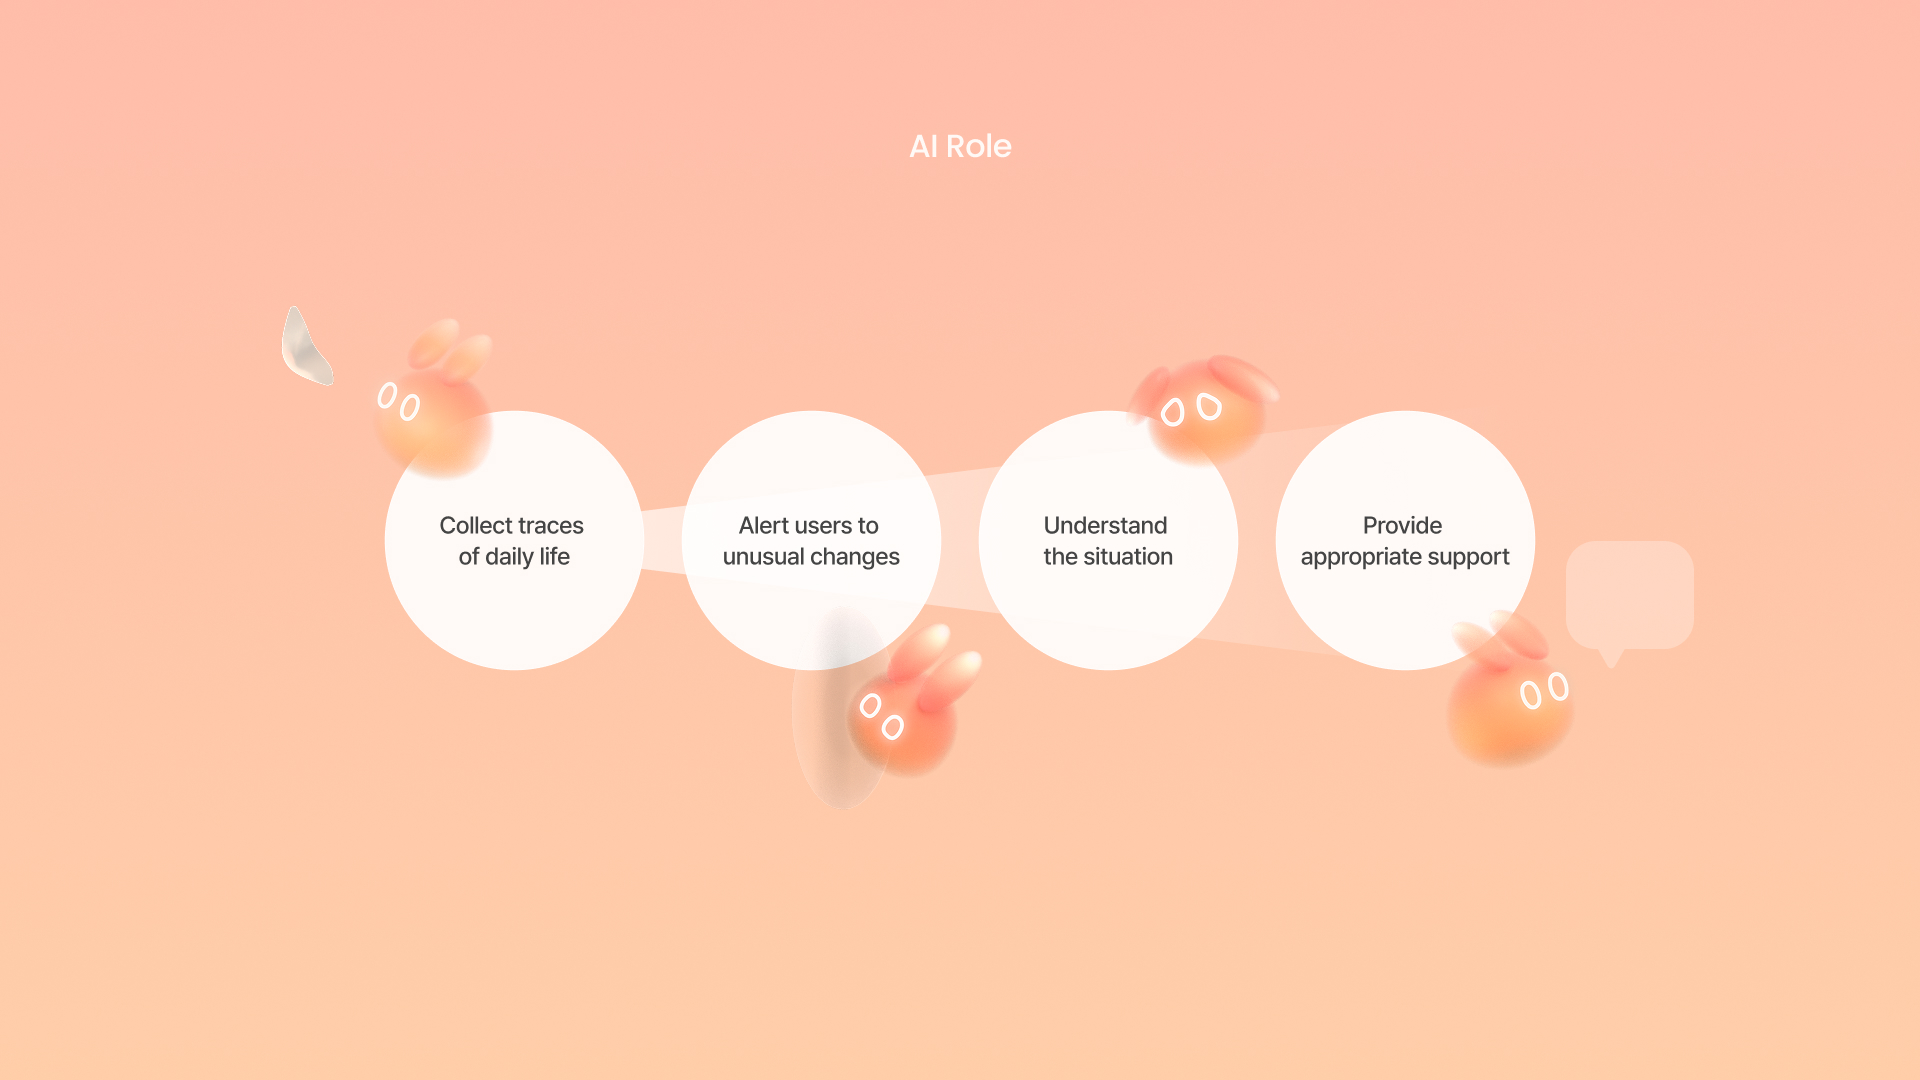 AI Role
Collect traces
of daily life
Alert users to
unusual changes
Understand
the situation
Provide
appropriate support